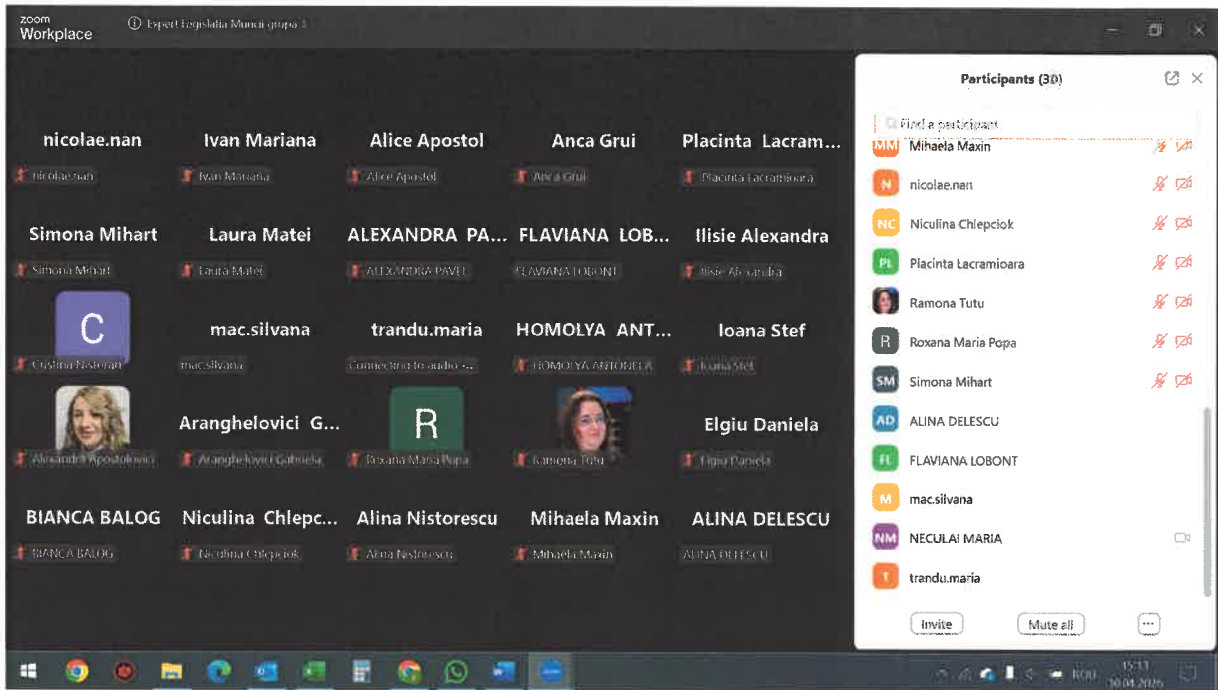 zoom
Workplace
Expert Legislatia Muncii grupa 1
Participants (30)
Find a participant
nicolae.nan
Ivan Mariana
Alice Apostol
Anca Grui
Placinta Lacram...
nicolae.nan
Ivan Mariana
Alice Apostol
Anca Grui
Placinta Lacramioara
Simona Mihart
Laura Matei
ALEXANDRA PA...
FLAVIANA LOB...
Ilisie Alexandra
Simona Mihart
Laura Matei
ALEXANDRA PAVEL
FLAVIANA LOBONT
Ilisie Alexandra
C
mac.silvana
trandu.maria
HOMOLYA ANT...
Ioana Stef
Cristina Nistoran
mac.silvana
Connecting to audio ...
HOMOLYA ANTONELA
Ioana Stef
Aranghelovici G...
R
Elgiu Daniela
Alexandra Apostolovici
Aranghelovici Gabriela
Roxana Maria Popa
Ramona Tutu
Elgiu Daniela
BIANCA BALOG
Niculina Chlepc...
Alina Nistorescu
Mihaela Maxin
ALINA DELESCU
BIANCA BALOG
Niculina Chlepciok
Alina Nistorescu
Mihaela Maxin
ALINA DELESCU
MM Mihaela Maxin
N nicolae.nan
NC Niculina Chlepciok
PL Placinta Lacramioara
Ramona Tutu
R Roxana Maria Popa
SM Simona Mihart
AD ALINA DELESCU
FL FLAVIANA LOBONT
M mac.silvana
NM NECULAI MARIA
T trandu.maria
Invite
Mute all
...
ROU
15:13
30.04.2026